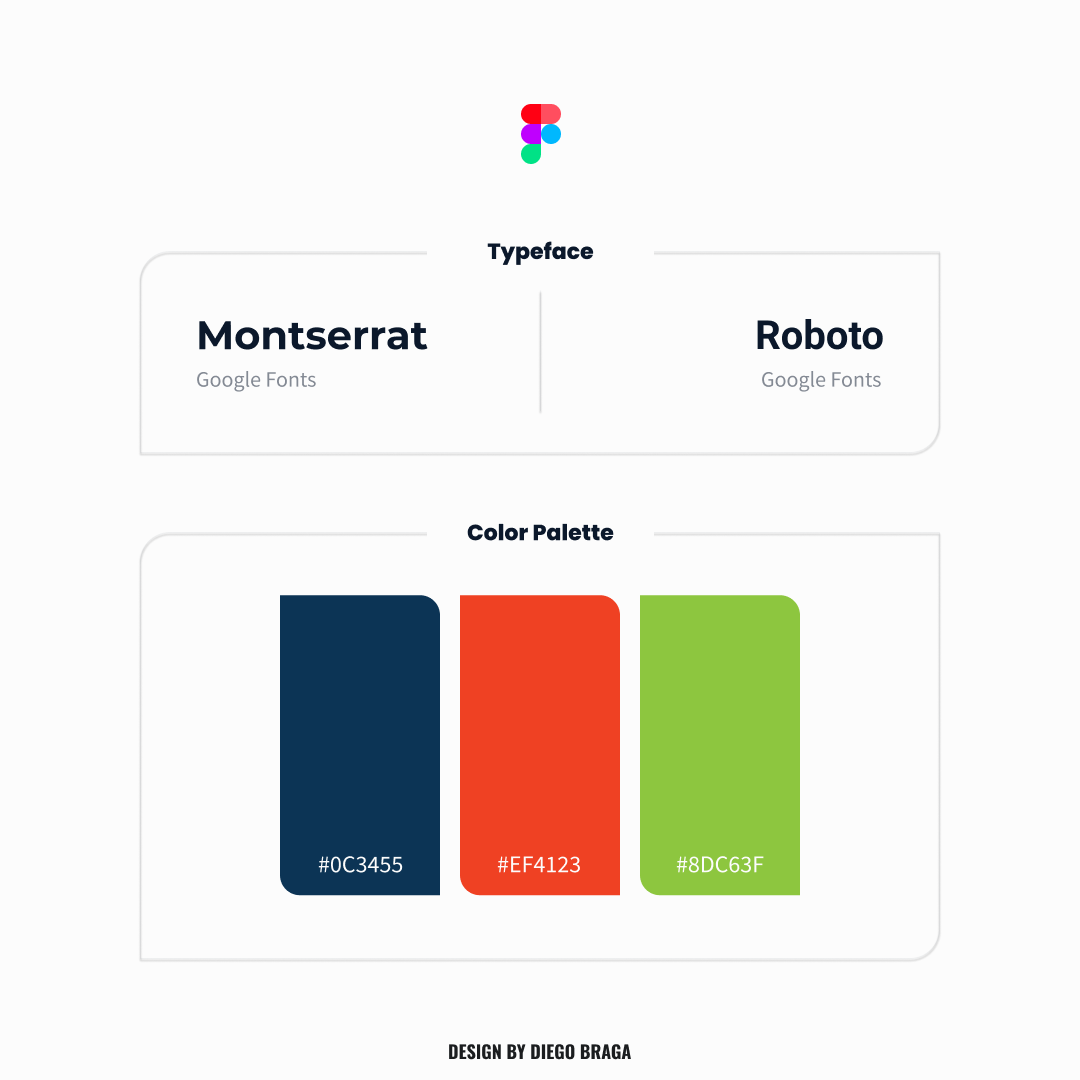 Typeface
Montserrat
Google Fonts
Roboto
Google Fonts
Color Palette
#0C3455
#EF4123
#8DC63F
DESIGN BY DIEGO BRAGA